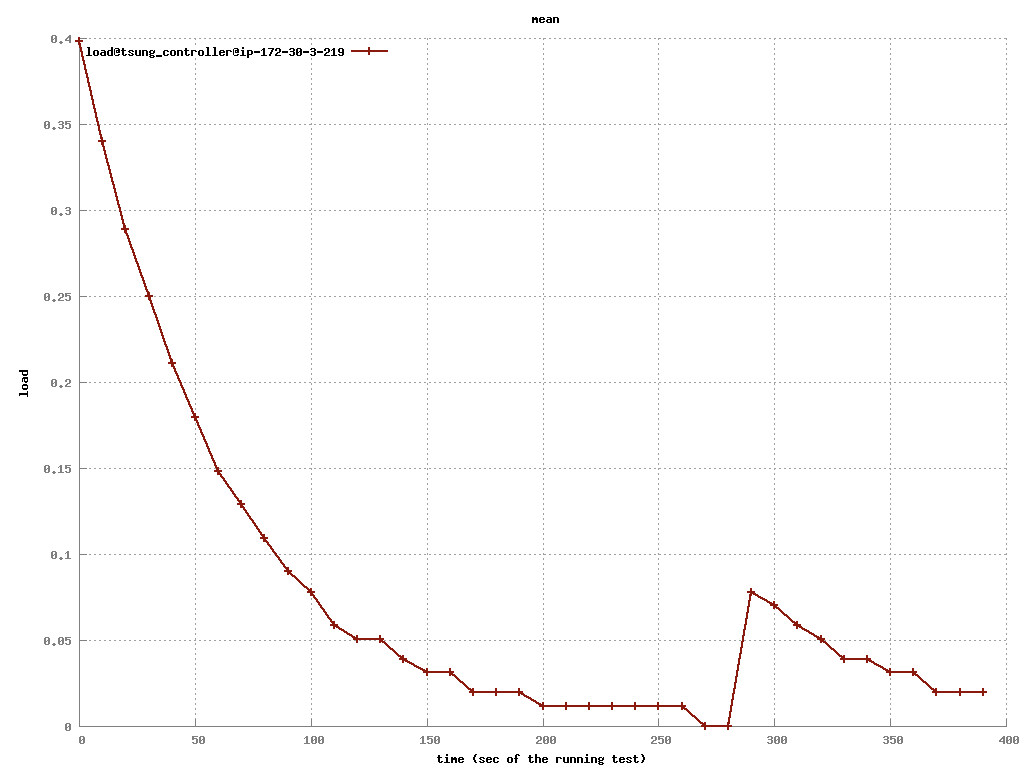 mean
0.4
load@tsung_controller@ip-172-30-3-219
0.35
0.3
0.25
load
0.2
0.15
0.1
0.05
0
0 50 100 150 200 250 300 350 400
time (sec of the running test)